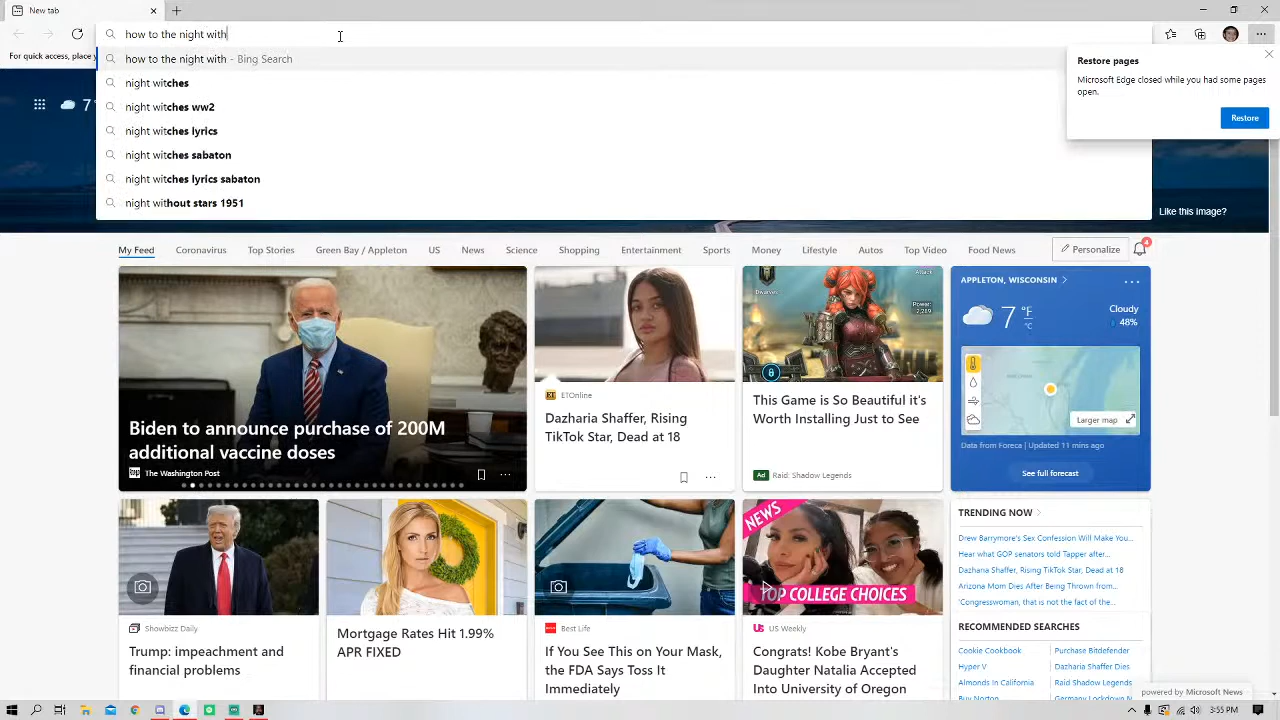 New tab
how to the night with
For quick access, place y
how to the night with - Bing Search
night witches
night witches ww2
night witches lyrics
night witches sabaton
night witches lyrics sabaton
night without stars 1951
Restore pages
Microsoft Edge closed while you had some pages
open.
Restore
7°
Like this image?
My Feed
Coronavirus
Top Stories
Green Bay / Appleton
US
News
Science
Shopping
Entertainment
Sports
Money
Lifestyle
Autos
Top Video
Food News
Personalize
4
Biden to announce purchase of 200M
additional vaccine doses
The Washington Post
ET
ETOnline
Dazharia Shaffer, Rising
TikTok Star, Dead at 18
Attack
Dwarves
Power:
This Game is So Beautiful it's
Worth Installing Just to See
Ad
Raid: Shadow Legends
APPLETON, WISCONSIN
7
°F
°C
Cloudy
48%
Larger map
Data from Foreca | Updated 11 mins ago
See full forecast
Showbizz Daily
Trump: impeachment and
financial problems
Mortgage Rates Hit 1.99%
APR FIXED
Best Life
If You See This on Your Mask,
the FDA Says Toss It
Immediately
NEWS
TOP COLLEGE CHOICES
Us
US Weekly
Congrats! Kobe Bryant's
Daughter Natalia Accepted
Into University of Oregon
TRENDING NOW
Drew Barrymore's Sex Confession Will Make You...
Hear what GOP senators told Tapper after...
Dazharia Shaffer, Rising TikTok Star, Dead at 18
Arizona Mom Dies After Being Thrown from...
'Congresswoman, that is not the fact of the...
RECOMMENDED SEARCHES
Cookie Cookbook
Purchase Bitdefender
Hyper V
Dazharia Shaffer Dies
Almonds In California
Raid Shadow Legends
Buy Norton
Germany Lockdown N
powered by Microsoft News
3:55 PM